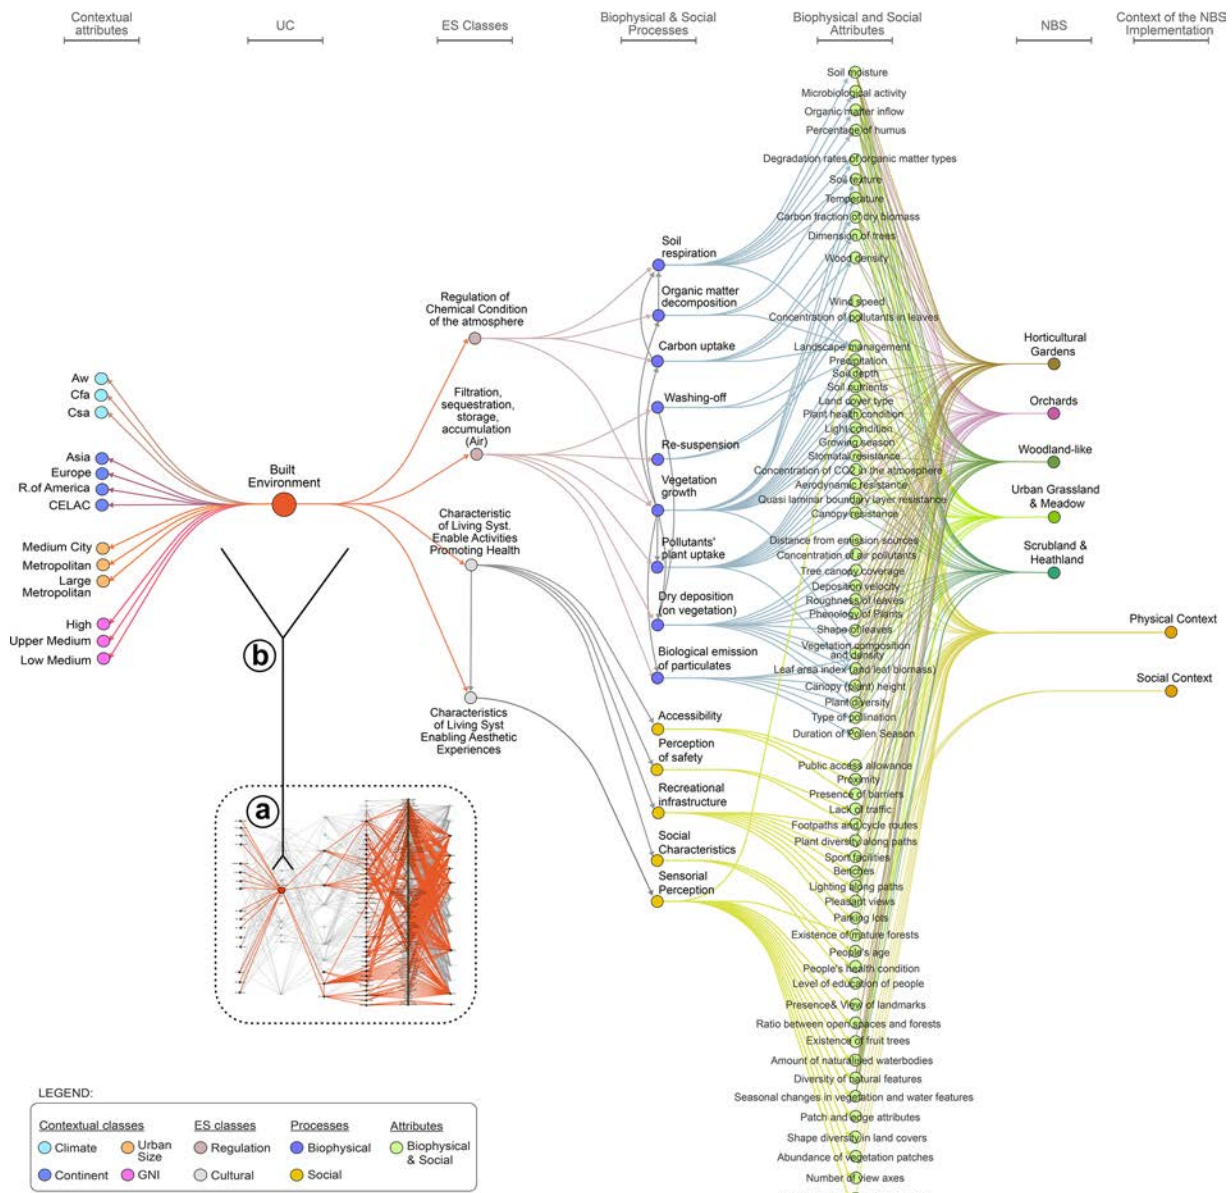 Contextual
attributes
UC
ES Classes
Biophysical & Social
Processes
Biophysical and Social
Attributes
NBS
Context of the NBS
Implementation
Aw
Cfa
Csa
Asia
Europe
R.of America
CELAC
Medium City
Metropolitan
Large
Metropolitan
High
Upper Medium
Low Medium
Built
Environment
b
a
Regulation of
Chemical Condition
of the atmosphere
Filtration,
sequestration,
storage,
accumulation
(Air)
Characteristic
of Living Syst.
Enable Activities
Promoting Health
Characteristics
of Living Syst
Enabling Aesthetic
Experiences
Soil
respiration
Organic matter
decomposition
Carbon uptake
Washing-off
Re-suspension
Vegetation
growth
Pollutants'
plant uptake
Dry deposition
(on vegetation)
Biological emission
of particulates
Accessibility
Perception
of safety
Recreational
infrastructure
Social
Characteristics
Sensorial
Perception
Soil moisture
Microbiological activity
Organic matter inflow
Percentage of humus
Degradation rates of organic matter types
Soil texture
Temperature
Carbon fraction of dry biomass
Dimension of trees
Wood density
Wind speed
Concentration of pollutants in leaves
Landscape management
Precipitation
Soil depth
Soil nutrients
Land cover type
Plant health condition
Light condition
Growing season
Stomatal resistance
Concentration of CO2 in the atmosphere
Aerodynamic resistance
Quasi laminar boundary layer resistance
Canopy resistance
Distance from emission sources
Concentration of air pollutants
Tree canopy coverage
Deposition velocity
Roughness of leaves
Phenology of Plants
Shape of leaves
Vegetation composition
and density
Leaf area index (and leaf biomass)
Canopy (plant) height
Plant diversity
Type of pollination
Duration of Pollen Season
Public access allowance
Proximity
Presence of barriers
Lack of traffic
Footpaths and cycle routes
Plant diversity along paths
Sport facilities
Benches
Lighting along paths
Pleasant views
Parking lots
Existence of mature forests
People's age
People's health condition
Level of education of people
Presence& View of landmarks
Ratio between open spaces and forests
Existence of fruit trees
Amount of naturalised waterbodies
Diversity of natural features
Seasonal changes in vegetation and water features
Patch and edge attributes
Shape diversity in land covers
Abundance of vegetation patches
Number of view axes
Horticultural
Gardens
Orchards
Woodland-like
Urban Grassland
& Meadow
Scrubland &
Heathland
Physical Context
Social Context
LEGEND:
Contextual classes
ES classes
Processes
Attributes
Climate
Urban
Size
Regulation
Biophysical
Biophysical
& Social
Continent
GNI
Cultural
Social